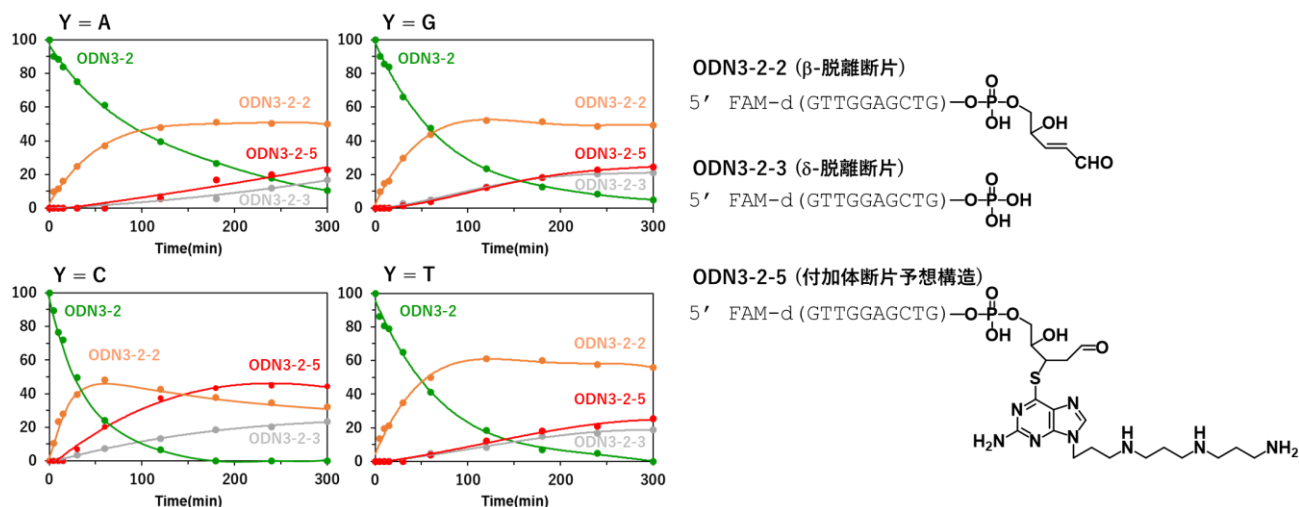 Y = A
100
80
60
40
20
0
ODN3-2
ODN3-2-2
ODN3-2-5
ODN3-2-3
0 100 200 300
Time(min)
Y = G
100
80
60
40
20
0
ODN3-2
ODN3-2-2
ODN3-2-5
ODN3-2-3
0 100 200 300
Time(min)
Y = C
100
80
60
40
20
0
ODN3-2
ODN3-2-2
ODN3-2-5
ODN3-2-3
0 100 200 300
Time(min)
Y = T
100
80
60
40
20
0
ODN3-2
ODN3-2-2
ODN3-2-5
ODN3-2-3
0 100 200 300
Time(min)
ODN3-2-2 (β-脱離断片)
5' FAM-d(GTTGGAGCTG)
O
O-P-O
OH
OH
CHO
ODN3-2-3 (δ-脱離断片)
5' FAM-d(GTTGGAGCTG)
O
O-P-OH
OH
ODN3-2-5 (付加体断片予想構造)
5' FAM-d(GTTGGAGCTG)
O
O-P-O
OH
OH
O
S
N
N
H2N
N
N
H
N
H
N
NH2